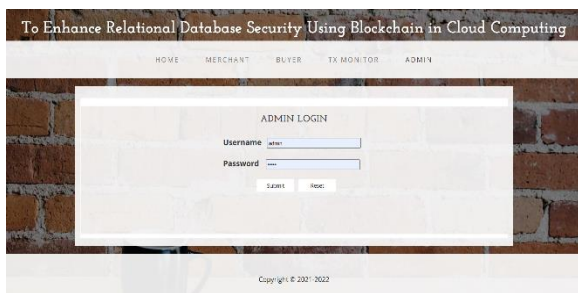 To Enhance Relational Database Security Using Blockchain in Cloud Computing
HOME MERCHANT BUYER TX MONITOR ADMIN
ADMIN LOGIN
Username admin
Password ••••
Submit Reset
Copyright © 2021-2022